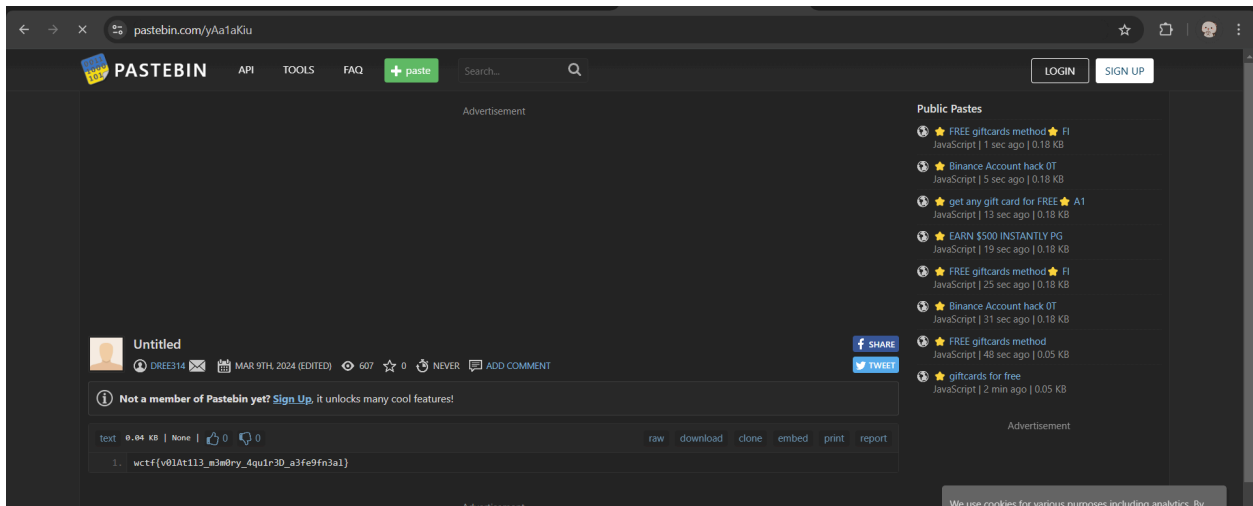 pastebin.com/yAa1aKiu
PASTEBIN API TOOLS FAQ + paste Search... LOGIN SIGN UP
Advertisement
Public Pastes
FREE giftcards method FI
JavaScript | 1 sec ago | 0.18 KB
Binance Account hack 0T
JavaScript | 5 sec ago | 0.18 KB
get any gift card for FREE A1
JavaScript | 13 sec ago | 0.18 KB
EARN $500 INSTANTLY PG
JavaScript | 19 sec ago | 0.18 KB
FREE giftcards method FI
JavaScript | 25 sec ago | 0.18 KB
Binance Account hack 0T
JavaScript | 31 sec ago | 0.18 KB
FREE giftcards method
JavaScript | 48 sec ago | 0.05 KB
giftcards for free
JavaScript | 2 min ago | 0.05 KB
Advertisement
Untitled
DREE314 MAR 9TH, 2024 (EDITED) 607 0 NEVER ADD COMMENT
SHARE
TWEET
Not a member of Pastebin yet? Sign Up, it unlocks many cool features!
text 0.04 KB | None | 0 0 raw download clone embed print report
1. wctf{v0lAt1l3_m3m0ry_4qu1r3D_a3fe9fn3al}
We use cookies for various purposes including analytics. By